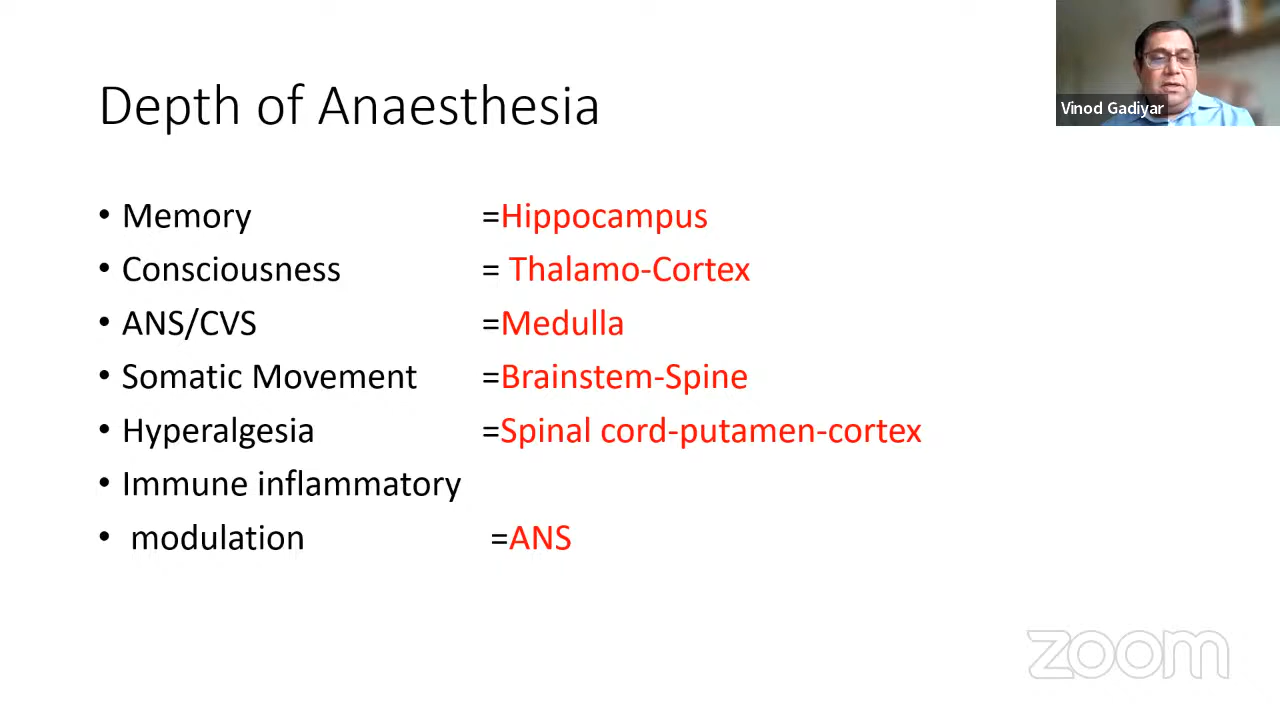 Depth of Anaesthesia
Vinod Gadiyar
• Memory =Hippocampus
• Consciousness = Thalamo-Cortex
• ANS/CVS =Medulla
• Somatic Movement =Brainstem-Spine
• Hyperalgesia =Spinal cord-putamen-cortex
• Immune inflammatory
• modulation =ANS
zoom